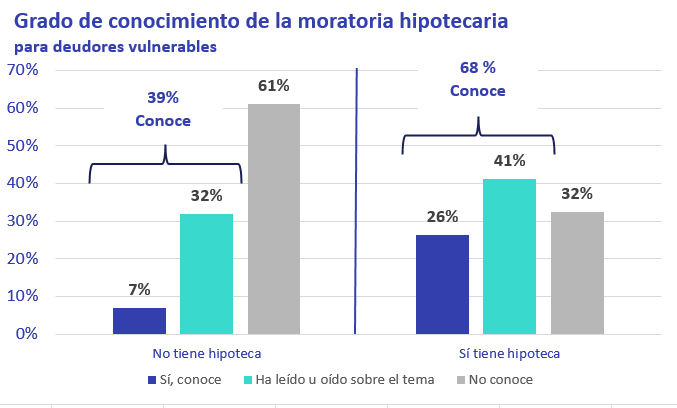 Grado de conocimiento de la moratoria hipotecaria
para deudores vulnerables
70%
60%
50%
40%
30%
20%
10%
0%
39%
Conoce
7%
32%
61%
68 %
Conoce
26%
41%
32%
No tiene hipoteca
Sí tiene hipoteca
Sí, conoce
Ha leído u oído sobre el tema
No conoce